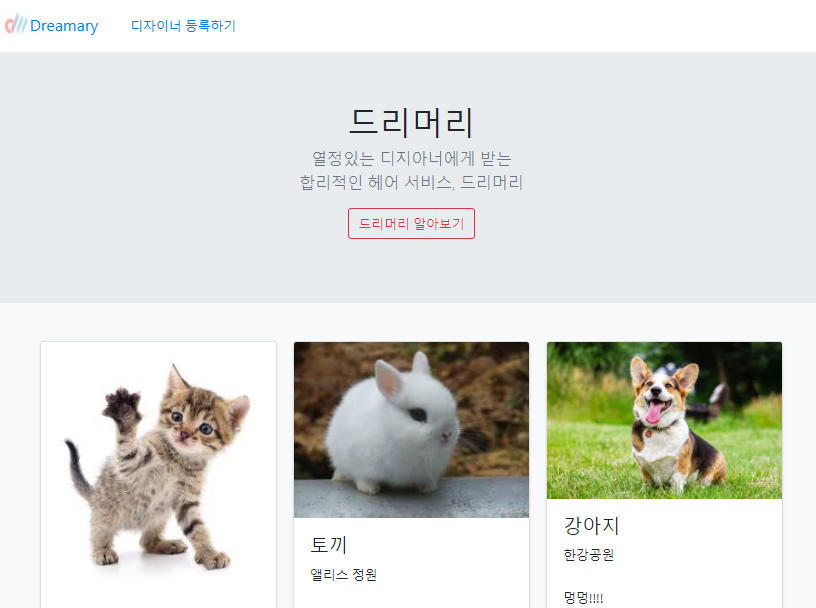 Dreamary
디자이너 등록하기
드리머리
열정있는 디지아너에게 받는
합리적인 헤어 서비스, 드리머리
드리머리 알아보기
토끼
앨리스 정원
강아지
한강공원
멍멍!!!!